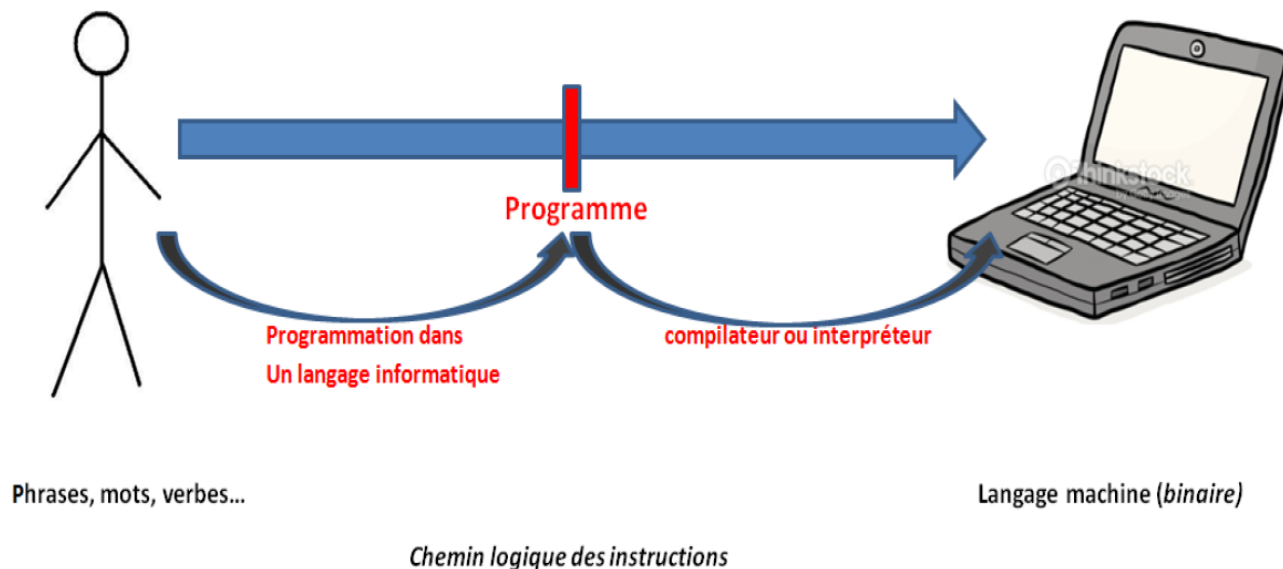 thinkstock
Programme
Programmation dans
Un langage informatique
compilateur ou interpréteur
Phrases, mots, verbes...
Langage machine (binaire)
Chemin logique des instructions